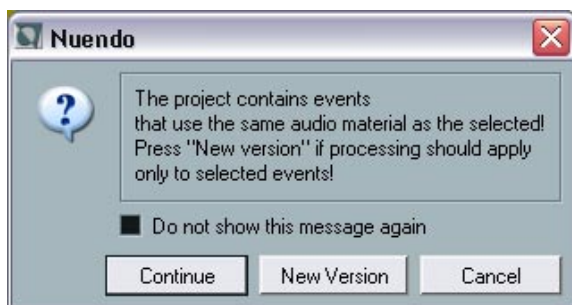 Nuendo
The project contains events
that use the same audio material as the selected!
Press "New version" if processing should apply
only to selected events!
Do not show this message again
Continue New Version Cancel